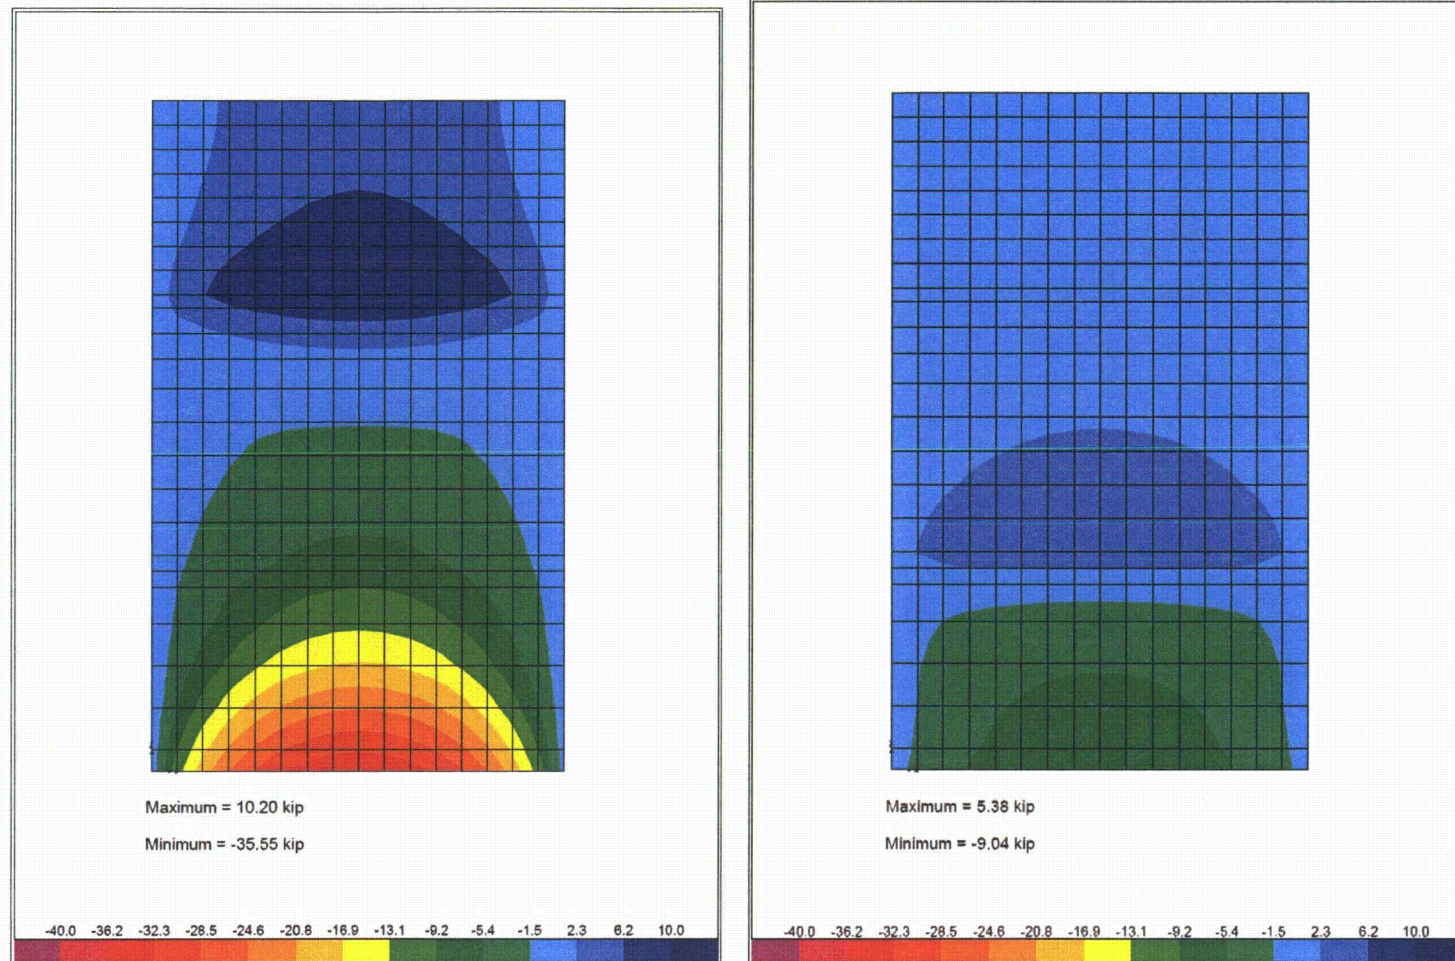 Maximum = 10.20 kip
Minimum = -35.55 kip
-40.0 -36.2 -32.3 -28.5 -24.6 -20.8 -16.9 -13.1 -9.2 -5.4 -1.5 2.3 6.2 10.0
Maximum = 5.38 kip
Minimum = -9.04 kip
-40.0 -36.2 -32.3 -28.5 -24.6 -20.8 -16.9 -13.1 -9.2 -5.4 -1.5 2.3 6.2 10.0